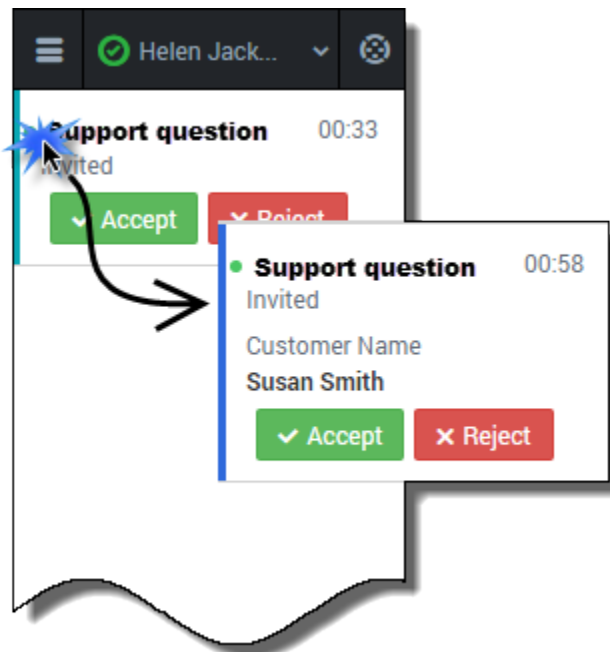 Helen Jack...
Support question 00:33
Invited
Accept Reject
Support question 00:58
Invited
Customer Name
Susan Smith
Accept Reject